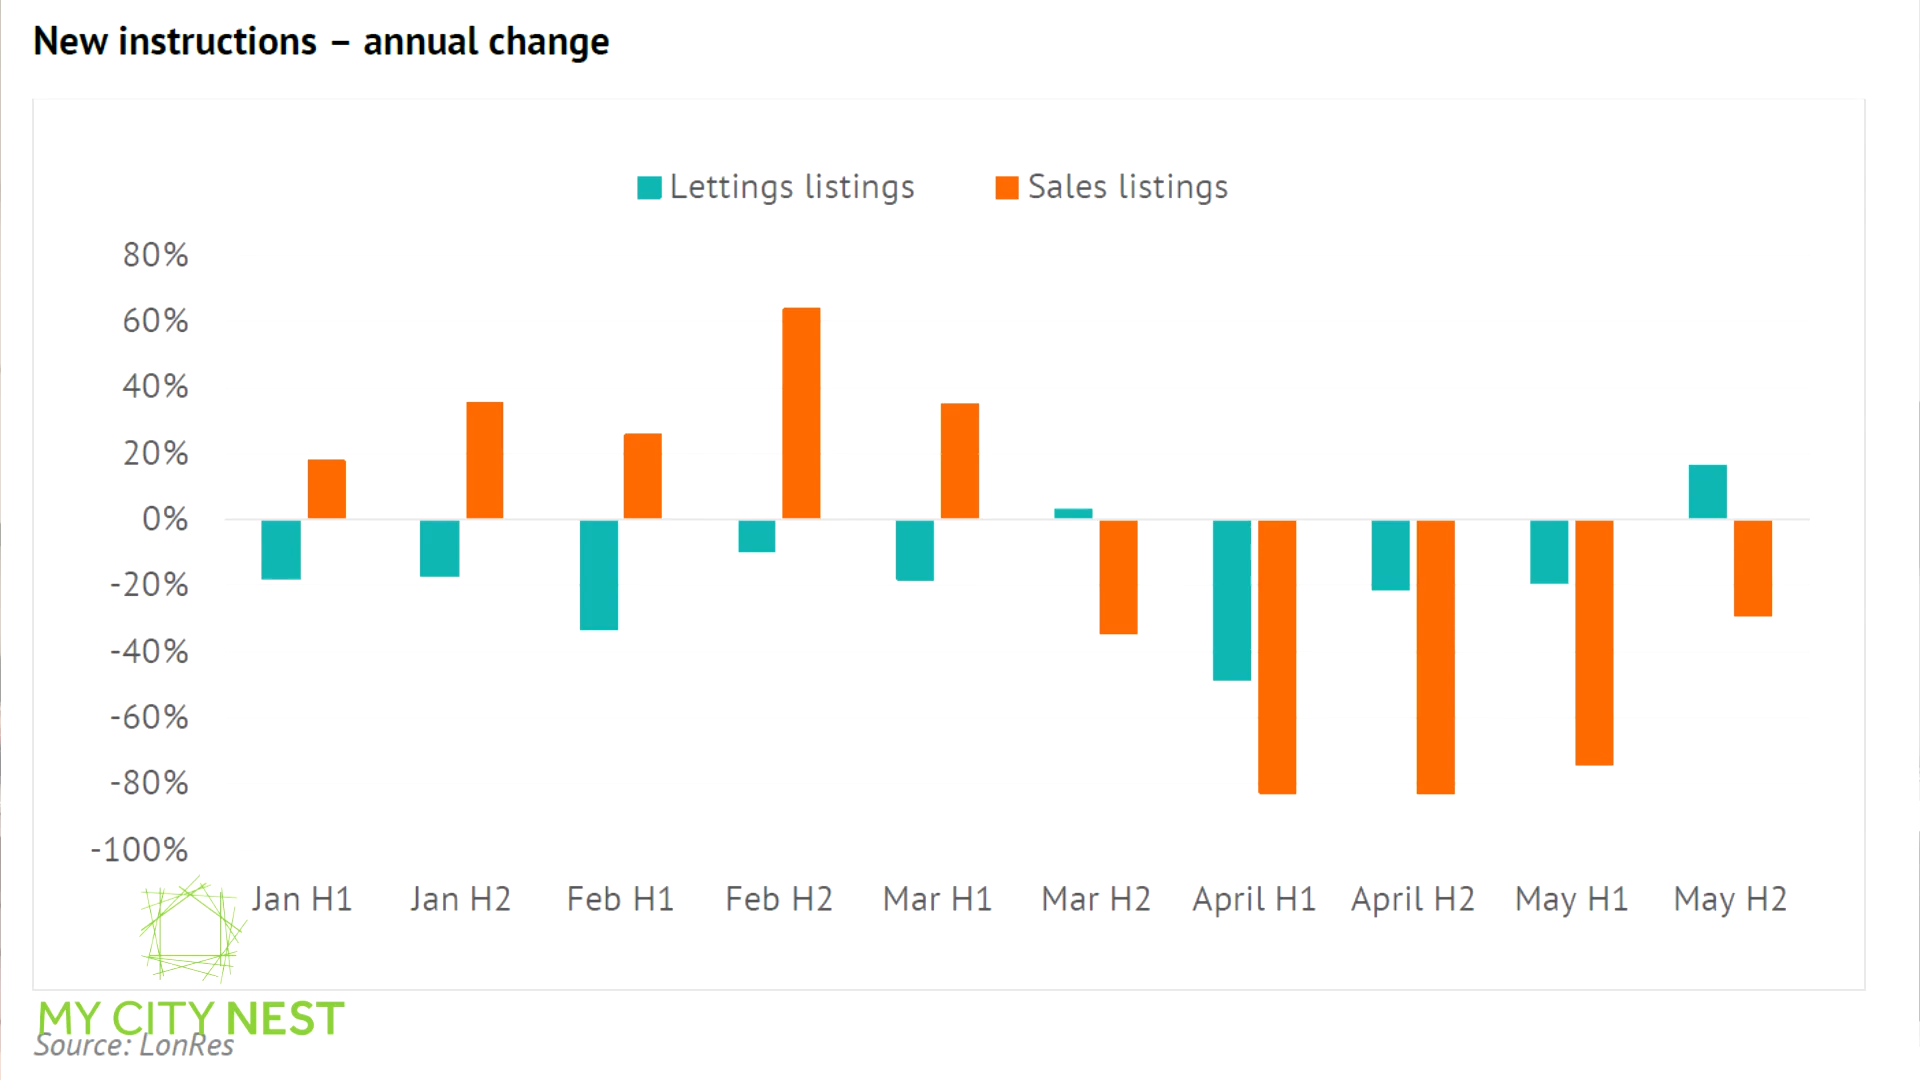 New instructions – annual change
Lettings listings Sales listings
80%
60%
40%
20%
0%
-20%
-40%
-60%
-80%
-100%
Jan H1 Jan H2 Feb H1 Feb H2 Mar H1 Mar H2 April H1 April H2 May H1 May H2
MY CITY NEST
Source: LonRes